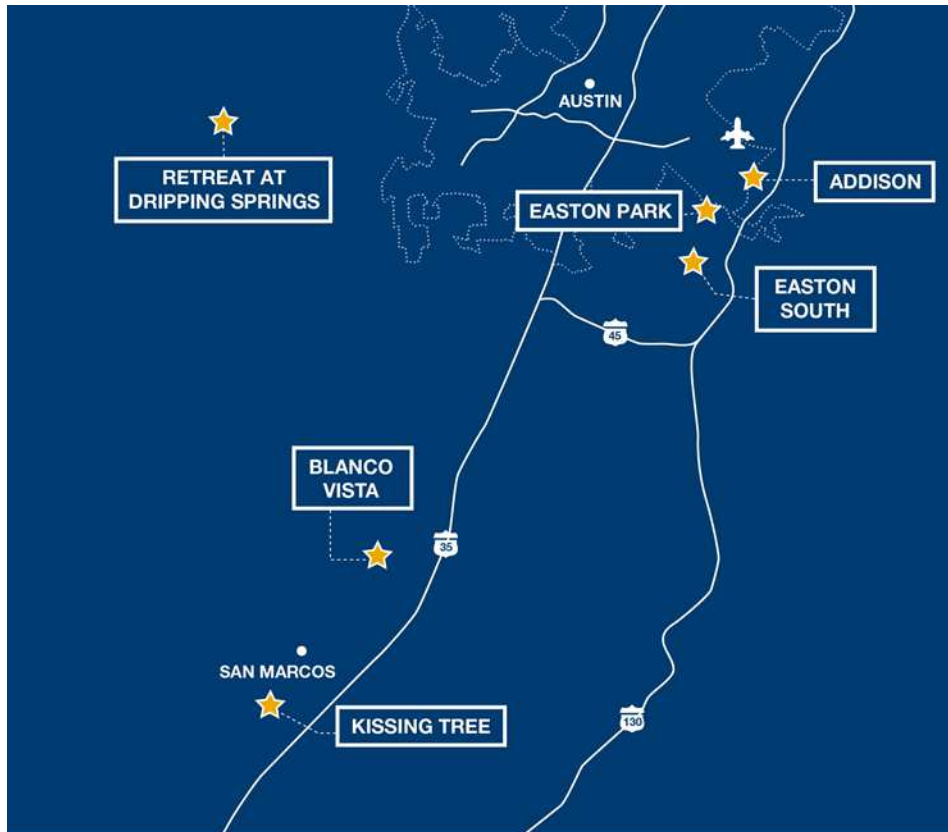 AUSTIN
RETREAT AT
DRIPPING SPRINGS
ADDISON
EASTON PARK
EASTON
SOUTH
45
BLANCO
VISTA
35
SAN MARCOS
KISSING TREE
130